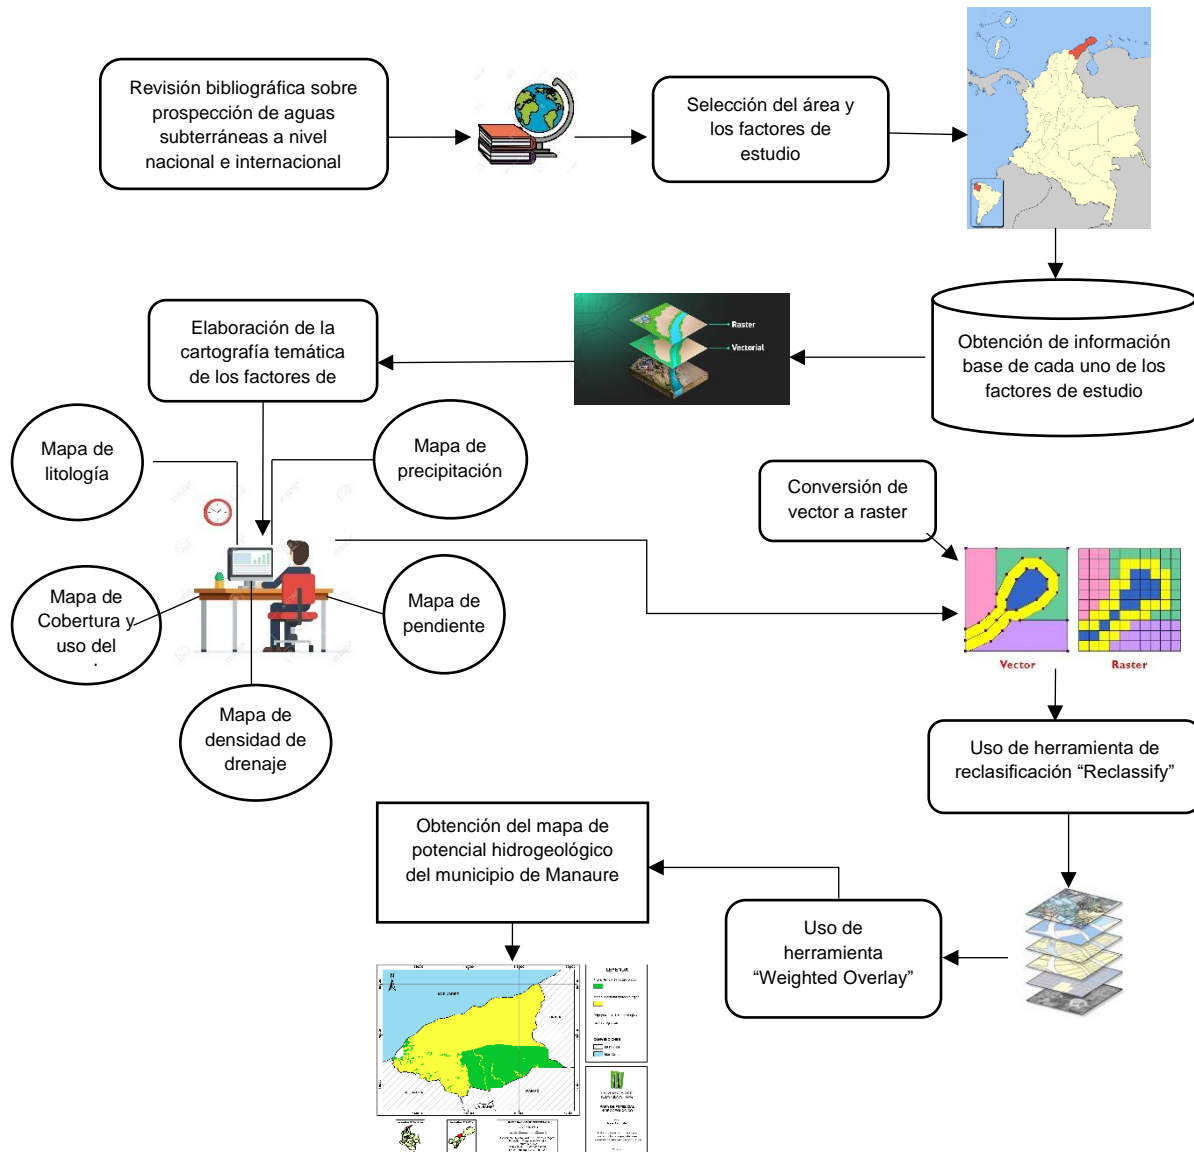 Revisión bibliográfica sobre
prospección de aguas
subterráneas a nivel
nacional e internacional
Selección del área y
los factores de
estudio
Obtención de información
base de cada uno de los
factores de estudio
Raster
Vectorial
Elaboración de la
cartografía temática
de los factores de
Mapa de
litología
Mapa de
precipitación
Mapa de
Cobertura y
uso del
Mapa de
pendiente
Mapa de
densidad de
drenaje
Conversión de
vector a raster
Vector
Raster
Uso de herramienta de
reclasificación “Reclassify”
Uso de
herramienta
“Weighted Overlay”
Obtención del mapa de
potencial hidrogeológico
del municipio de Manaure
LEYENDA
N